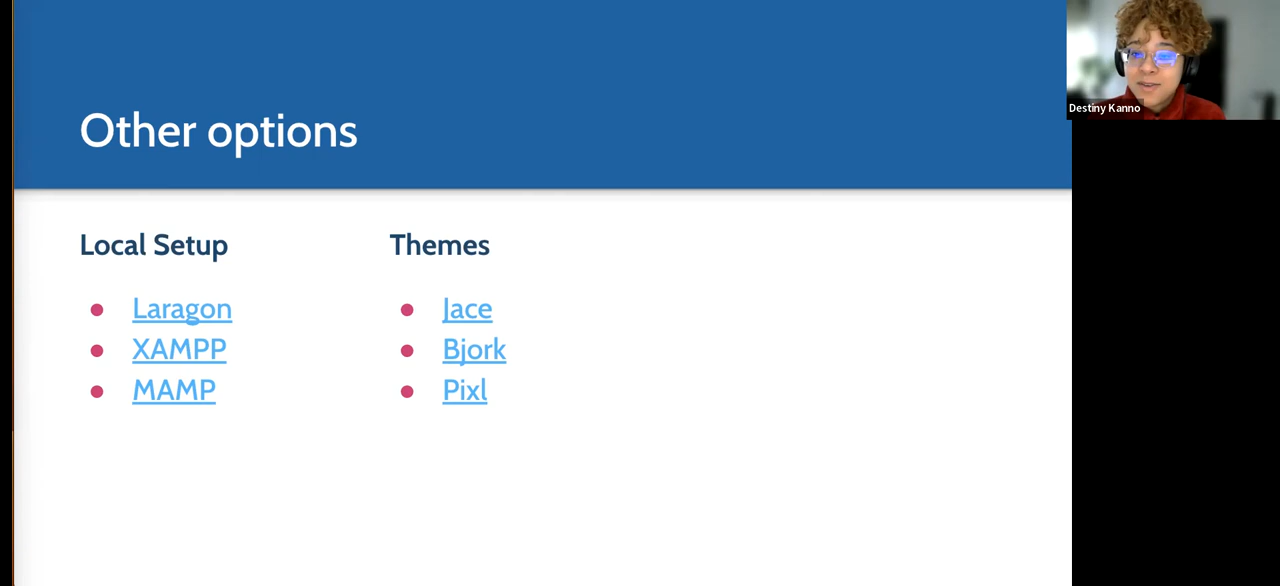 Other options
Destiny Kanno
Local Setup
Laragon
XAMPP
MAMP
Themes
Jace
Bjork
Pixl